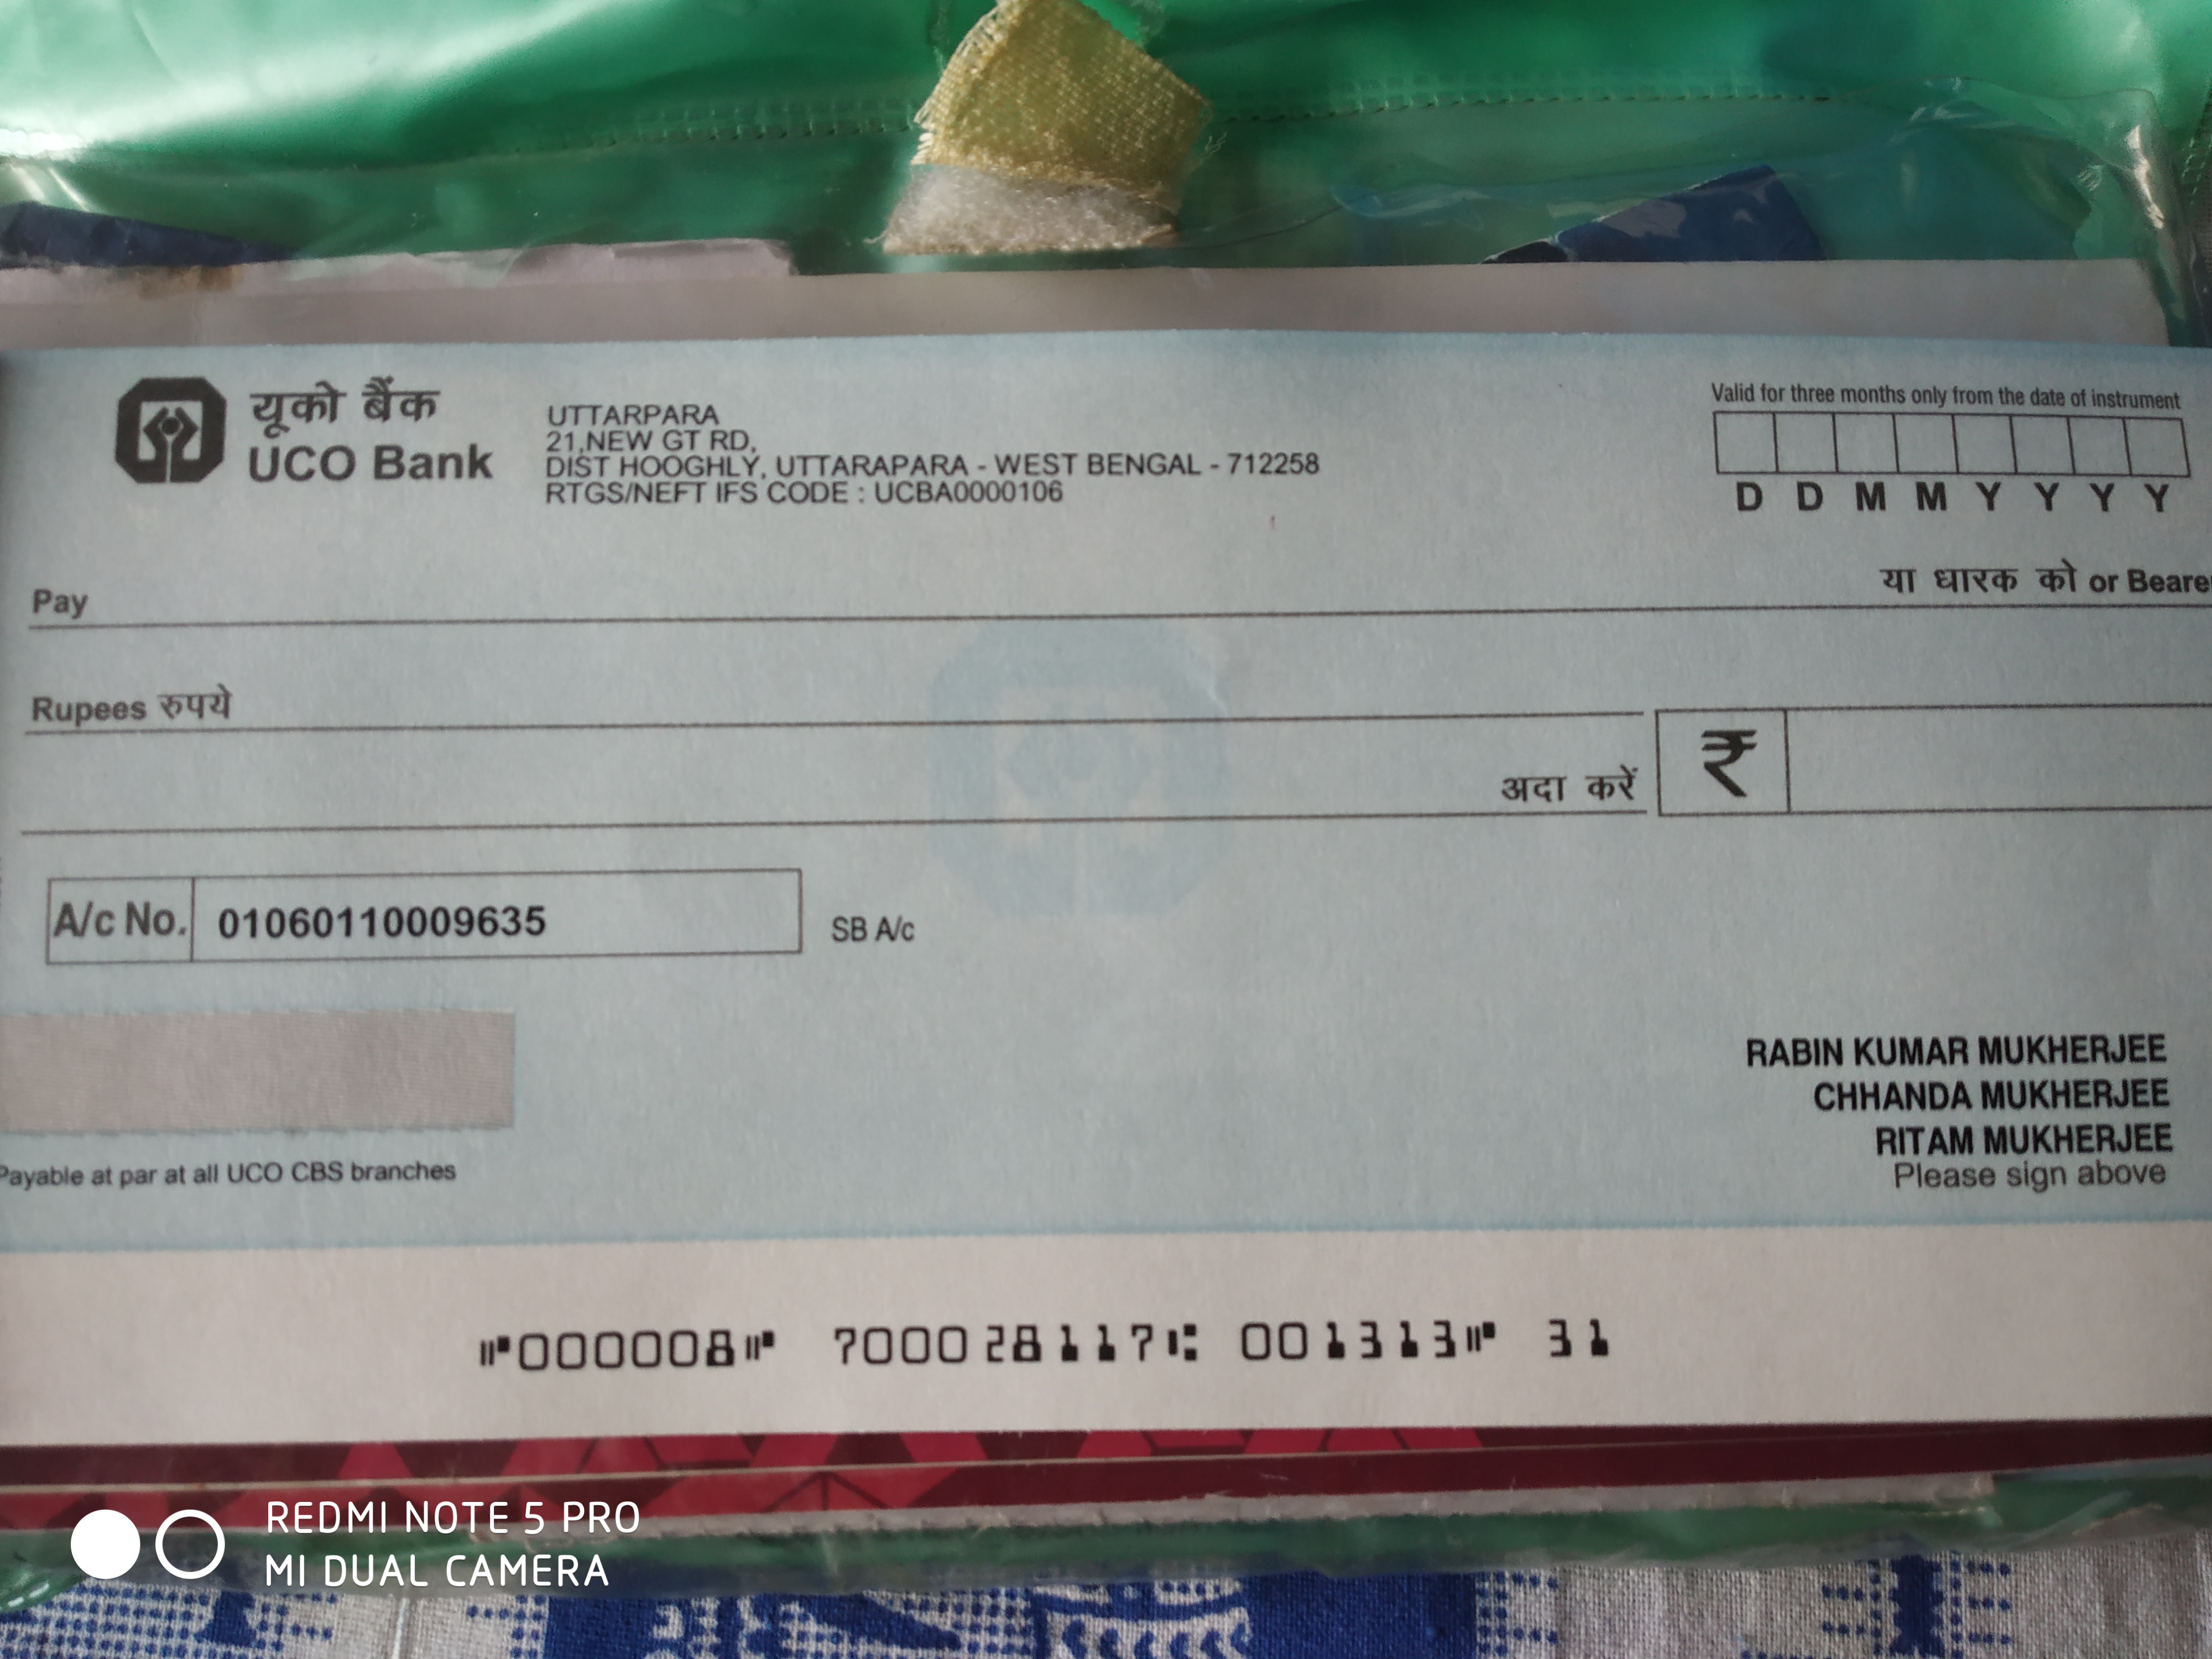 यूको बैंक
UCO Bank
UTTARPARA
21,NEW GT RD,
DIST HOOGHLY, UTTARAPARA - WEST BENGAL - 712258
RTGS/NEFT IFS CODE : UCBA0000106
Valid for three months only from the date of instrument
D D M M Y Y Y Y
Pay
या धारक को or Beare
Rupees रुपये
अदा करें ₹
A/c No. 01060110009635 SB A/c
RABIN KUMAR MUKHERJEE
CHHANDA MUKHERJEE
RITAM MUKHERJEE
Please sign above
Payable at par at all UCO CBS branches
⑈000008⑈ 700028117⑆ 001313⑈ 31
REDMI NOTE 5 PRO
MI DUAL CAMERA